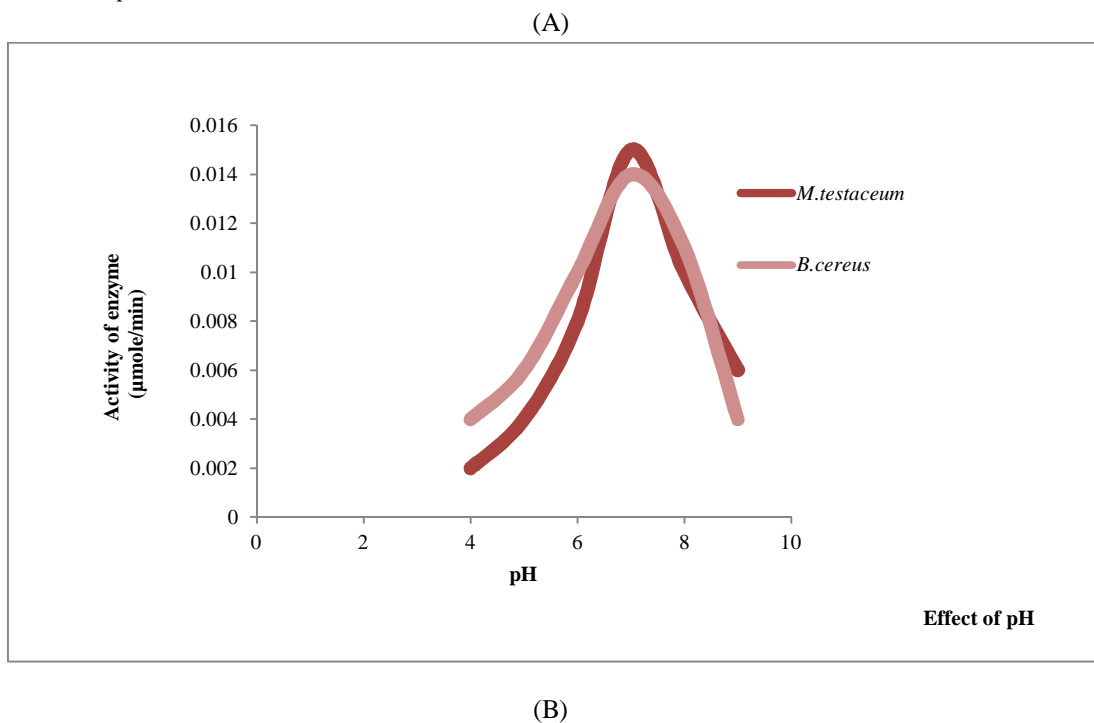 (A)
0.016
0.014
0.012
0.01
0.008
0.006
0.004
0.002
0
0 2 4 6 8 10
Activity of enzyme
(µmole/min)
pH
M.testaceum
B.cereus
Effect of pH
(B)